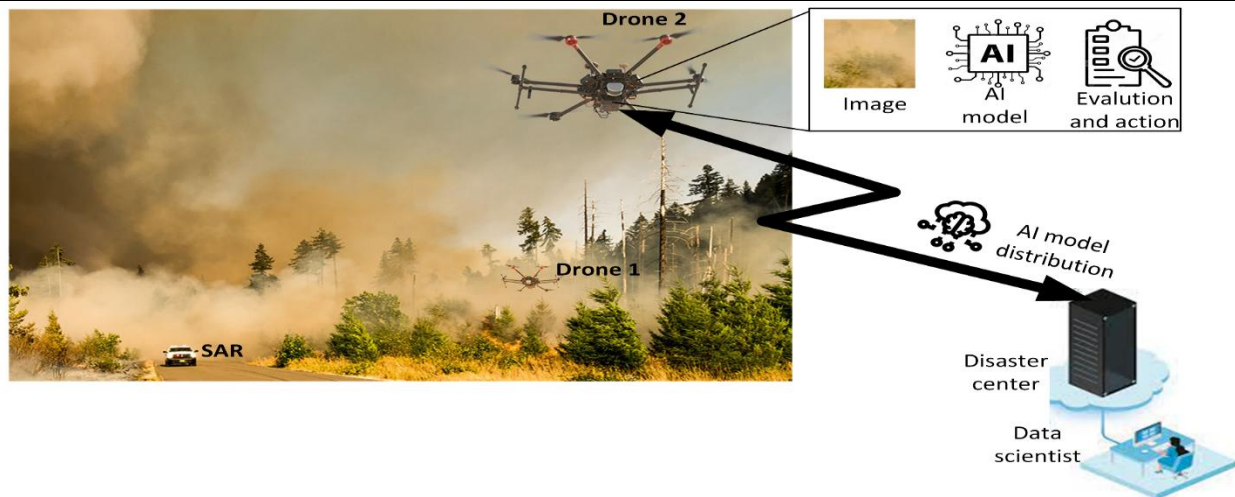 Drone 2
Drone 1
SAR
AI
Image
AI
model
Evalution
and action
AI model
distribution
Disaster
center
Data
scientist